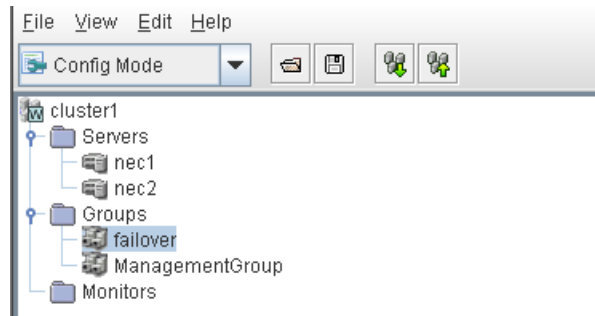 File View Edit Help
Config Mode
cluster1
Servers
nec1
nec2
Groups
failover
ManagementGroup
Monitors